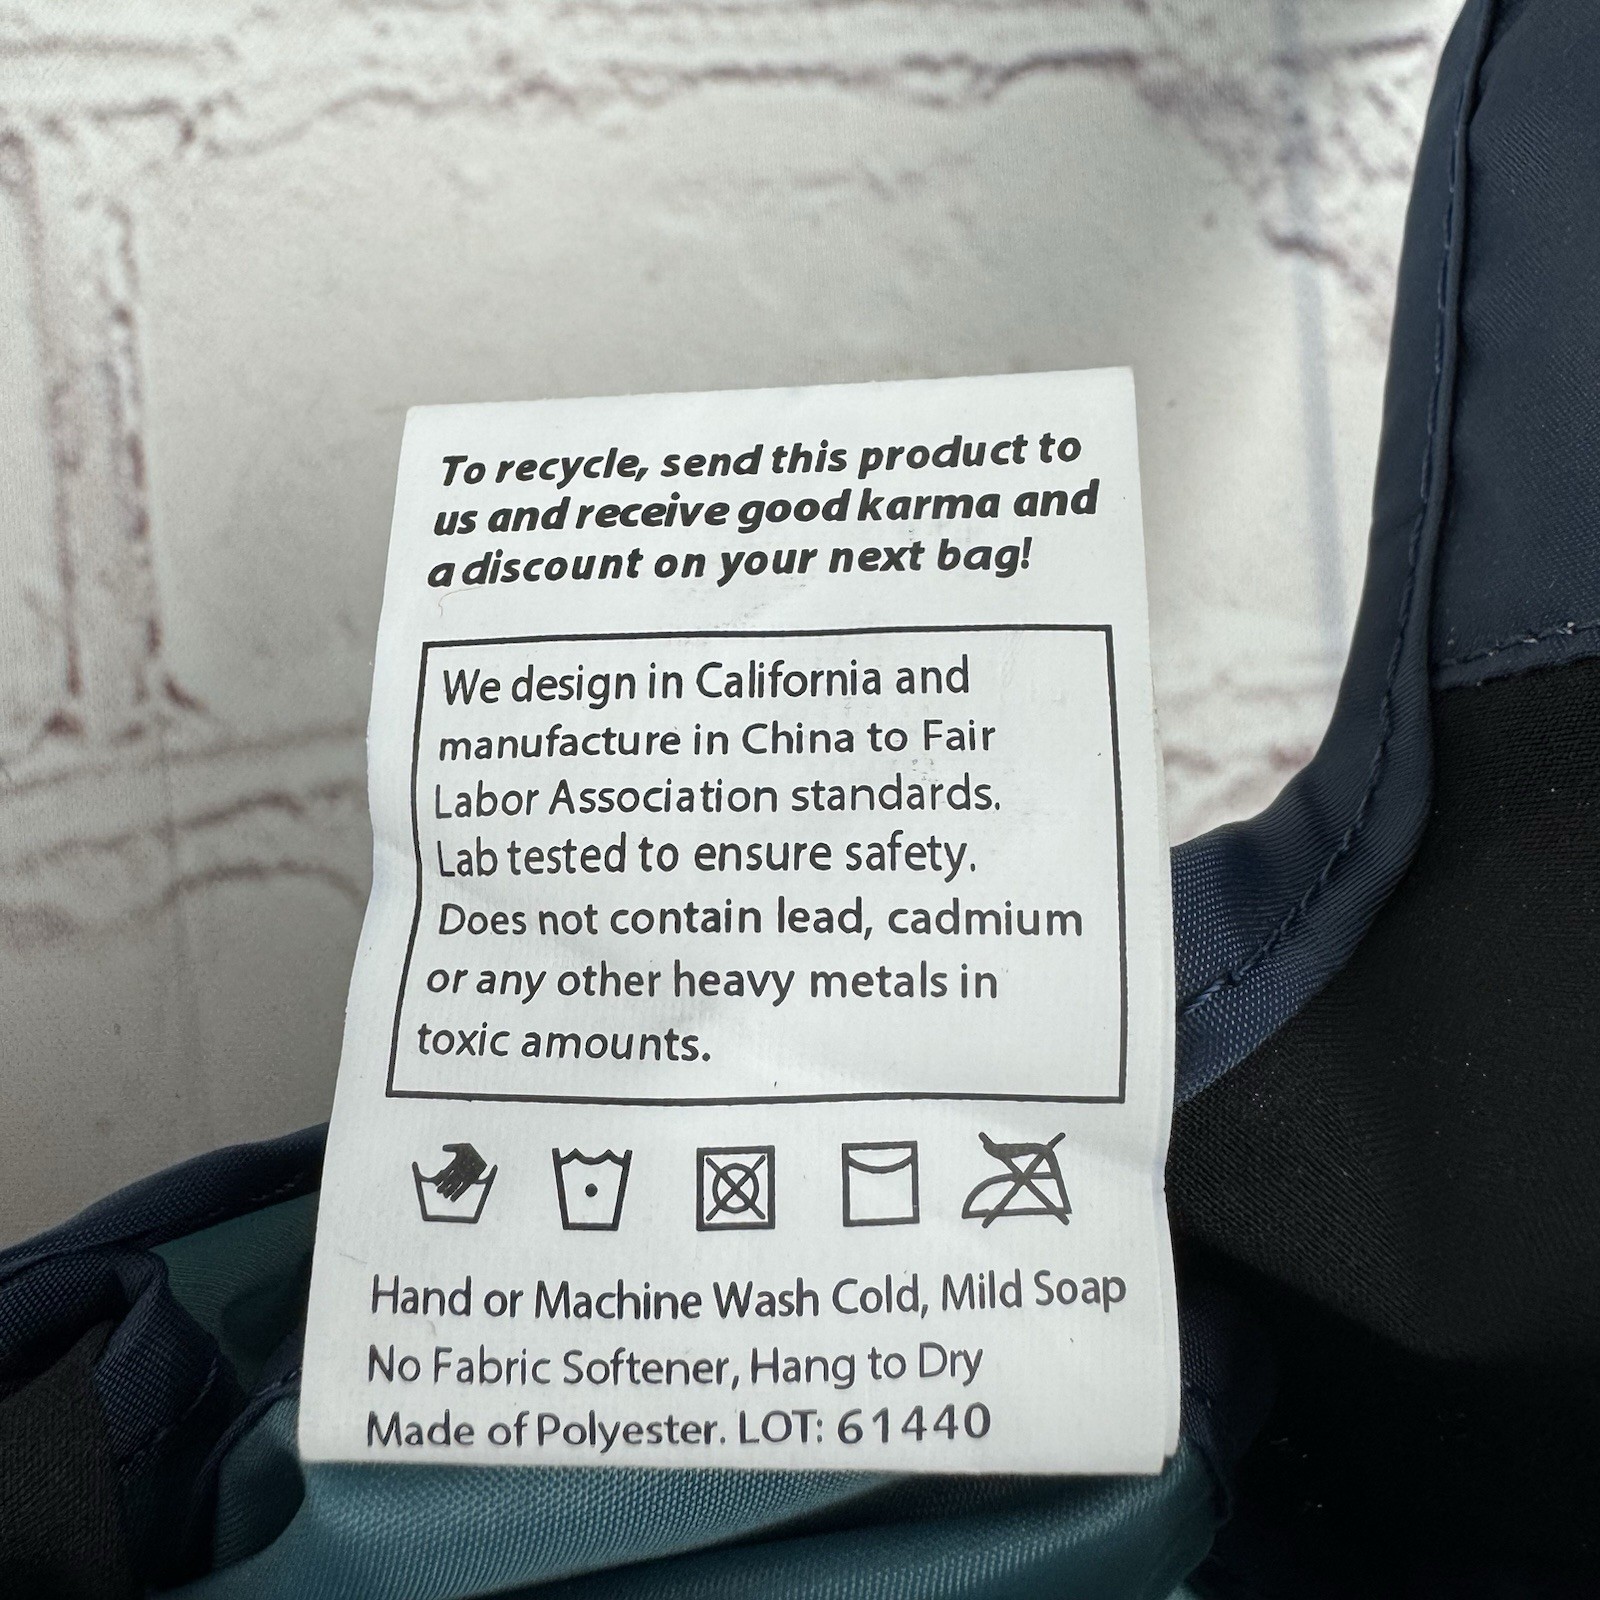 To recycle, send this product to
us and receive good karma and
a discount on your next bag!
We design in California and
manufacture in China to Fair
Labor Association standards.
Lab tested to ensure safety.
Does not contain lead, cadmium
or any other heavy metals in
toxic amounts.
Hand or Machine Wash Cold, Mild Soap
No Fabric Softener, Hang to Dry
Made of Polyester. LOT: 61440